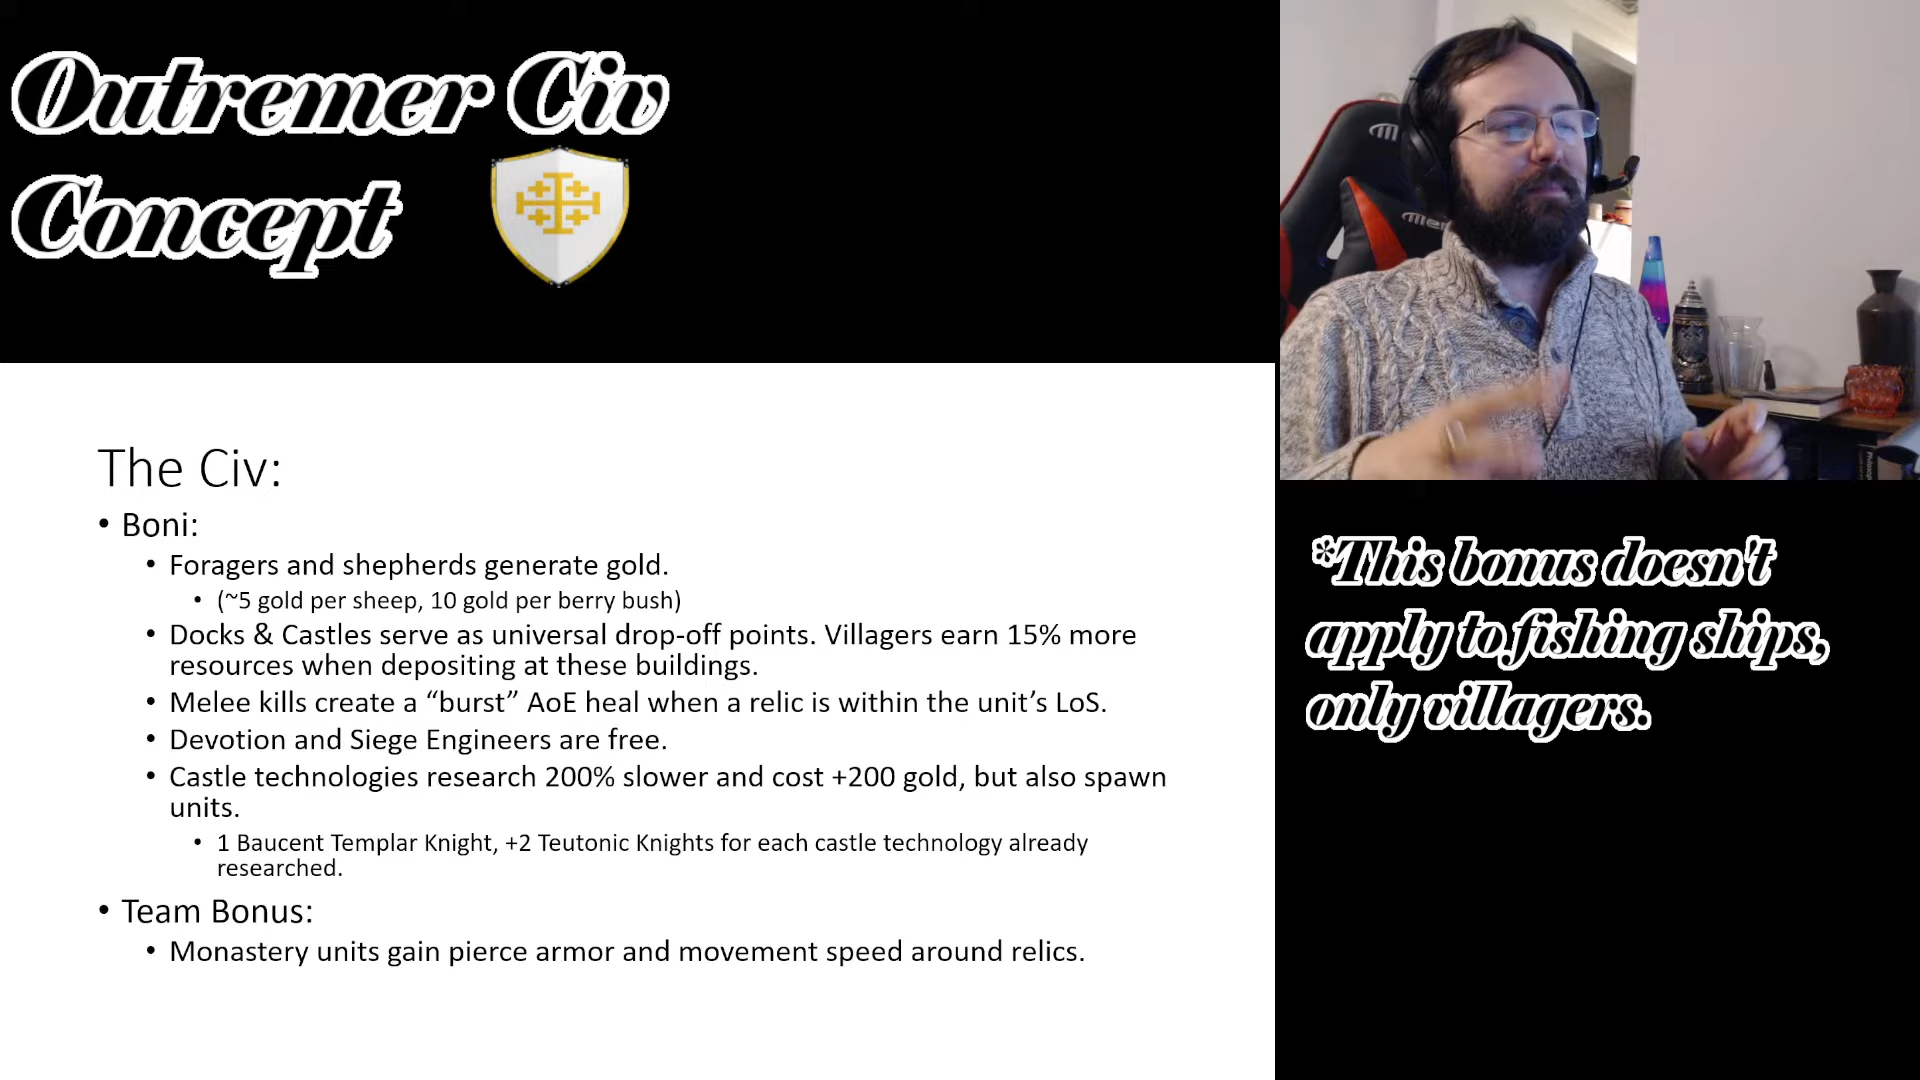 Outremer Civ
Concept
The Civ:
• Boni:
• Foragers and shepherds generate gold.
• (~5 gold per sheep, 10 gold per berry bush)
• Docks & Castles serve as universal drop-off points. Villagers earn 15% more
resources when depositing at these buildings.
• Melee kills create a “burst” AoE heal when a relic is within the unit’s LoS.
• Devotion and Siege Engineers are free.
• Castle technologies research 200% slower and cost +200 gold, but also spawn
units.
• 1 Baucent Templar Knight, +2 Teutonic Knights for each castle technology already
researched.
• Team Bonus:
• Monastery units gain pierce armor and movement speed around relics.
*This bonus doesn't
apply to fishing ships,
only villagers.